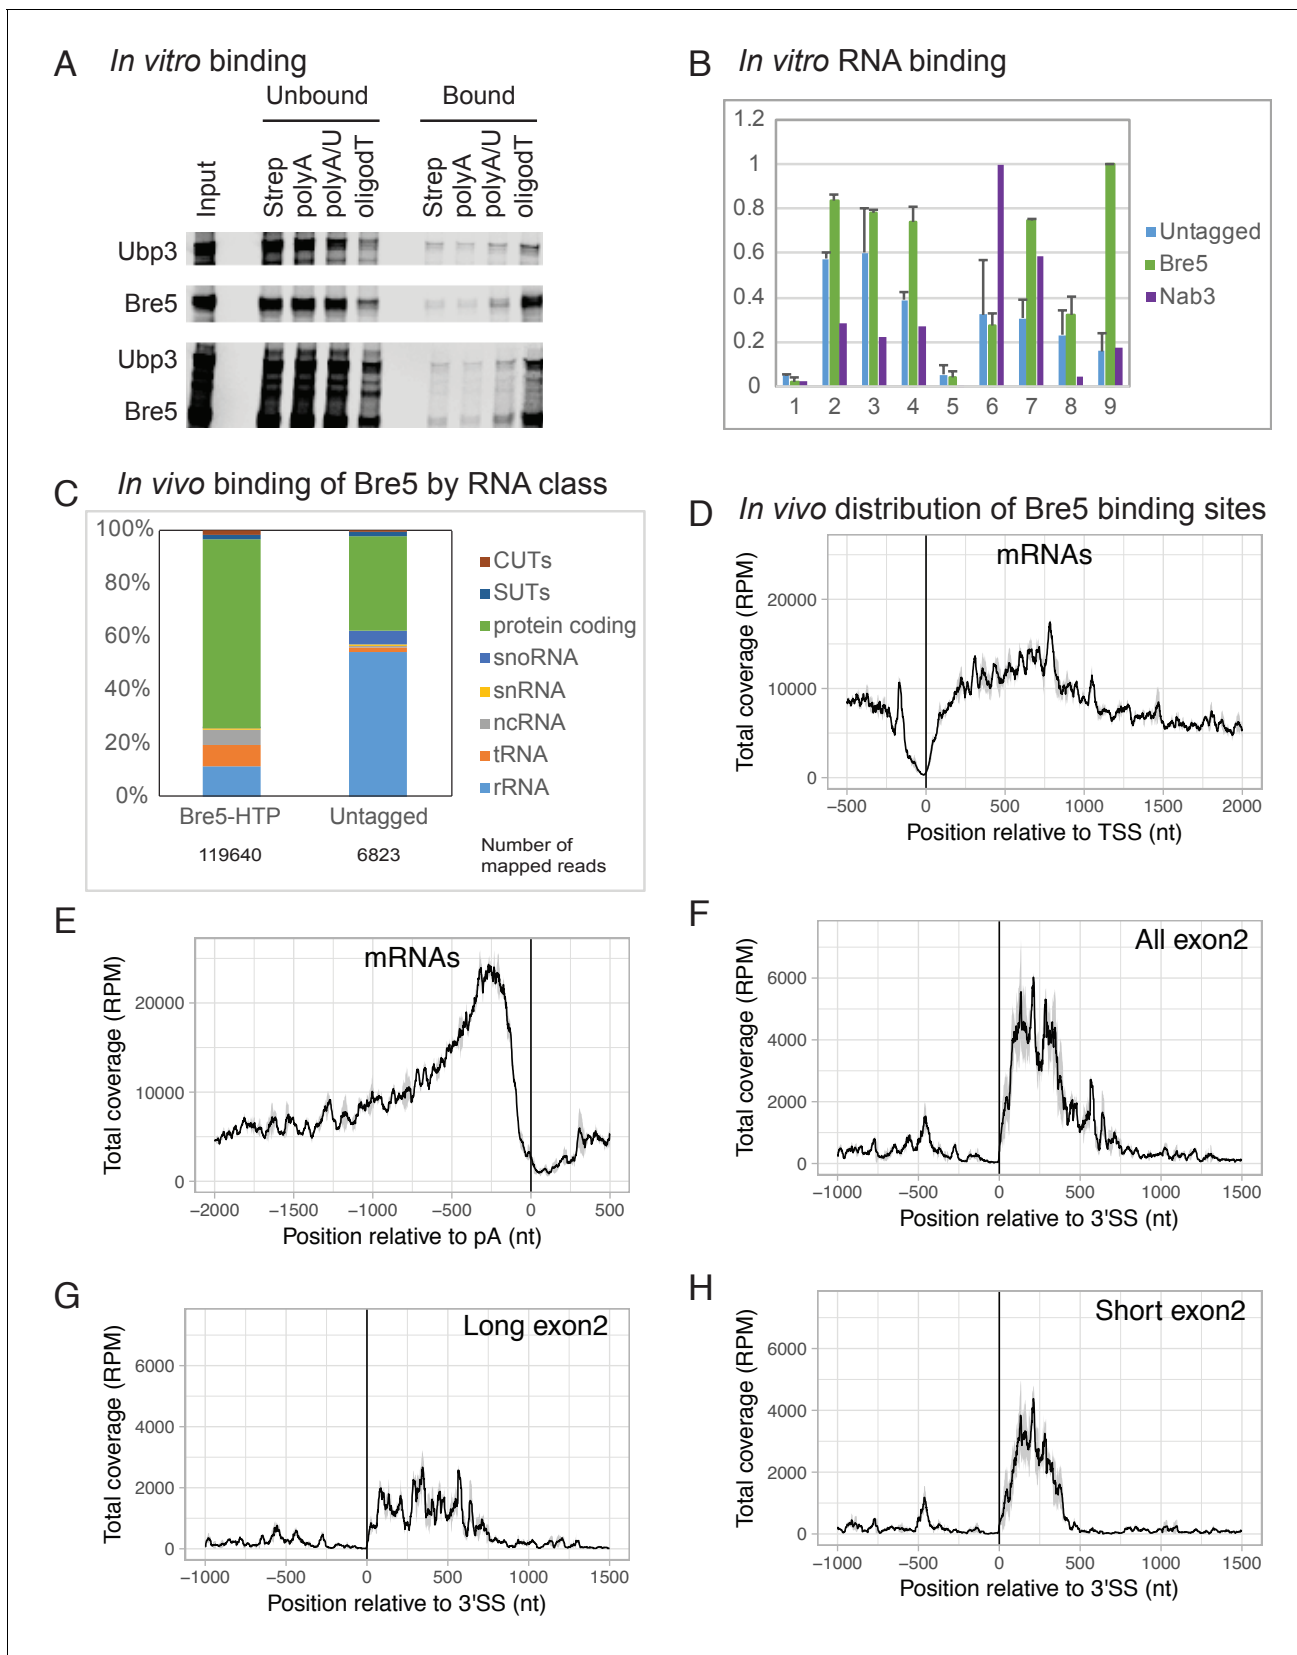 A In vitro binding
Unbound Bound
Input Strep polyA polyA/U oligodT Strep polyA polyA/U oligodT
Ubp3
Bre5
Ubp3
Bre5
B In vitro RNA binding
1.2
1
0.8
0.6
0.4
0.2
0
1 2 3 4 5 6 7 8 9
Untagged
Bre5
Nab3
C In vivo binding of Bre5 by RNA class
100%
80%
60%
40%
20%
0%
Bre5-HTP Untagged
119640 6823
Number of
mapped reads
CUTs
SUTs
protein coding
snoRNA
snRNA
ncRNA
tRNA
rRNA
D In vivo distribution of Bre5 binding sites
mRNAs
Total coverage (RPM)
20000
10000
0
−500 0 500 1000 1500 2000
Position relative to TSS (nt)
E
mRNAs
Total coverage (RPM)
20000
10000
0
−2000 −1500 −1000 −500 0 500
Position relative to pA (nt)
F
All exon2
Total coverage (RPM)
6000
4000
2000
0
−1000 −500 0 500 1000 1500
Position relative to 3'SS (nt)
G
Long exon2
Total coverage (RPM)
6000
4000
2000
0
−1000 −500 0 500 1000 1500
Position relative to 3'SS (nt)
H
Short exon2
Total coverage (RPM)
6000
4000
2000
0
−1000 −500 0 500 1000 1500
Position relative to 3'SS (nt)